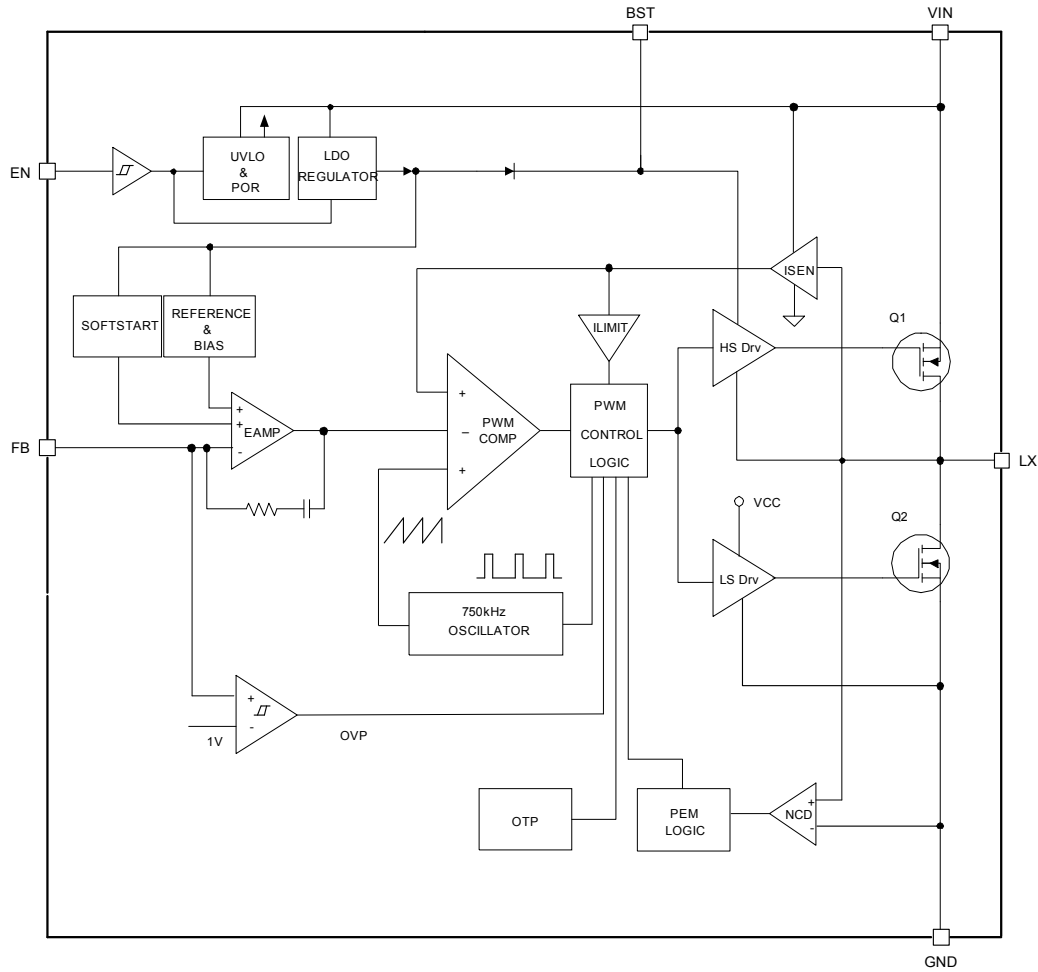 BST
VIN
EN
UVLO
&
POR
LDO
REGULATOR
ISEN
SOFTSTART
REFERENCE
&
BIAS
ILIMIT
HS Drv
Q1
+
+
-
EAMP
+
−
+
PWM
COMP
PWM
CONTROL
LOGIC
FB
LX
VCC
Q2
LS Drv
750kHz
OSCILLATOR
+
-
1V
OVP
OTP
PEM
LOGIC
+
-
NCD
GND